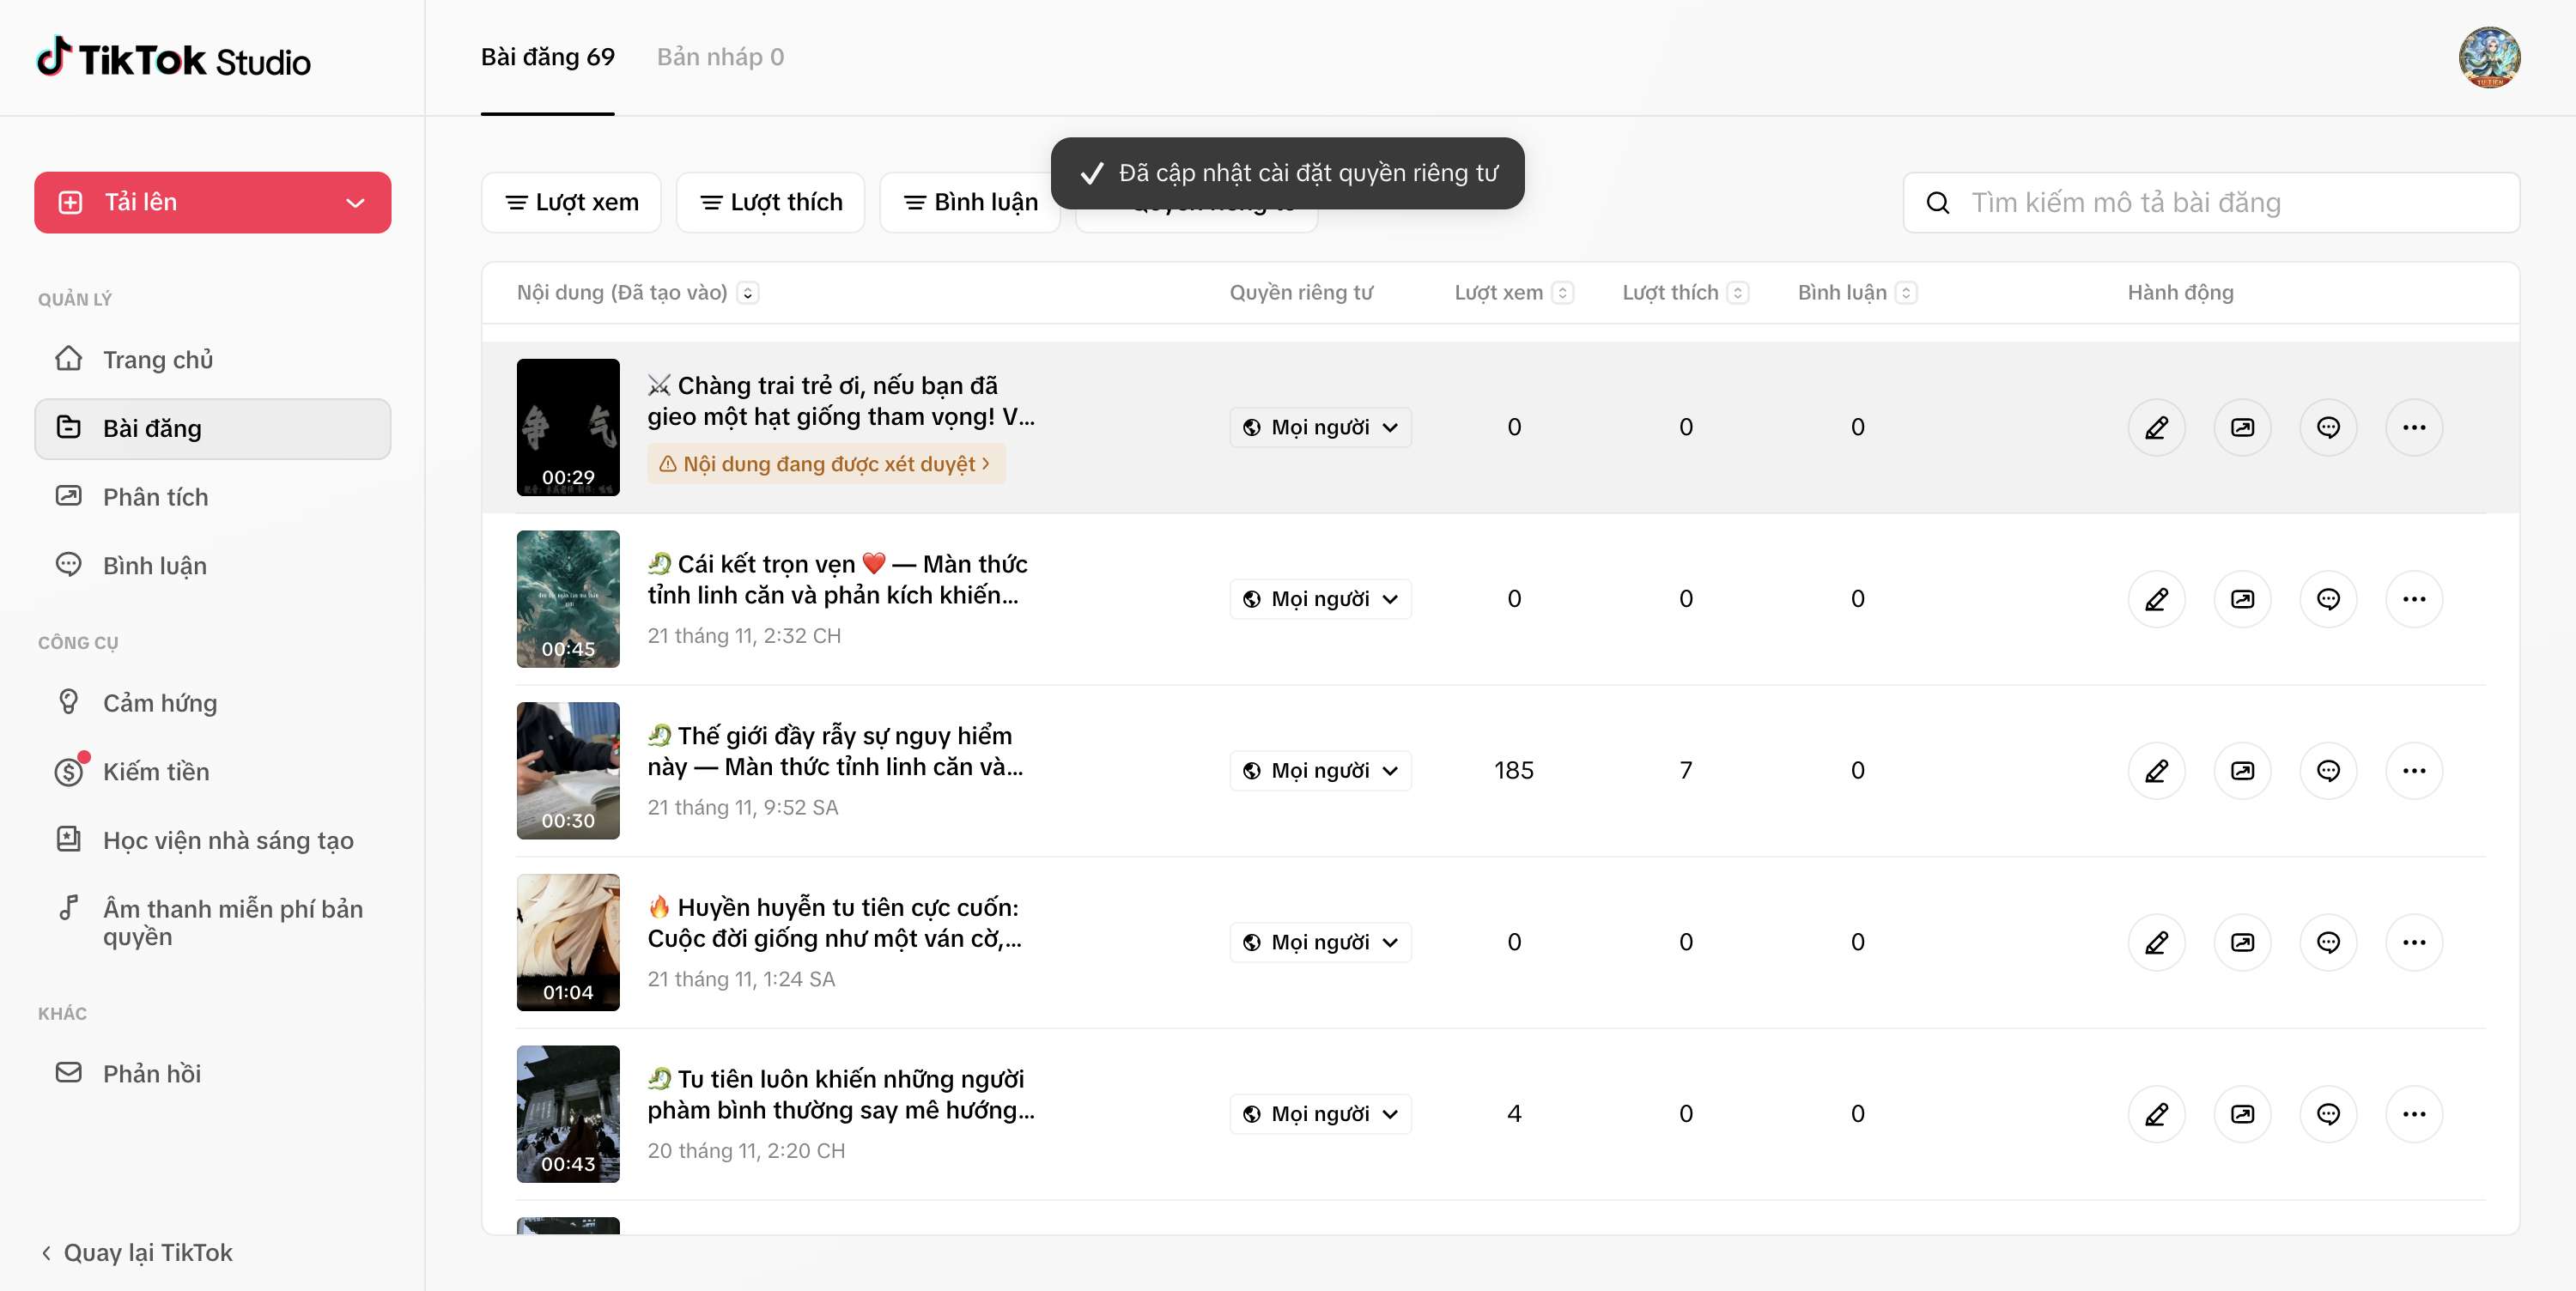 TikTok Studio
Bài đăng 69
Bản nháp 0
Đã cập nhật cài đặt quyền riêng tư
Tải lên
Lượt xem
Lượt thích
Bình luận
Tìm kiếm mô tả bài đăng
QUẢN LÝ
Trang chủ
Bài đăng
Phân tích
Bình luận
CÔNG CỤ
Cảm hứng
Kiếm tiền
Học viện nhà sáng tạo
Âm thanh miễn phí bản
quyền
KHÁC
Phản hồi
Quay lại TikTok
Nội dung (Đã tạo vào)
Quyền riêng tư
Lượt xem
Lượt thích
Bình luận
Hành động
争 气
00:29
⚔ Chàng trai trẻ ơi, nếu bạn đã
gieo một hạt giống tham vọng! V...
Nội dung đang được xét duyệt
Mọi người
0
0
0
00:45
🐉 Cái kết trọn vẹn ❤️ — Màn thức
tỉnh linh căn và phản kích khiến...
21 tháng 11, 2:32 CH
Mọi người
0
0
0
00:30
🐉 Thế giới đầy rẫy sự nguy hiểm
này — Màn thức tỉnh linh căn và...
21 tháng 11, 9:52 SA
Mọi người
185
7
0
01:04
🔥 Huyền huyễn tu tiên cực cuốn:
Cuộc đời giống như một ván cờ,...
21 tháng 11, 1:24 SA
Mọi người
0
0
0
00:43
🐉 Tu tiên luôn khiến những người
phàm bình thường say mê hướng...
20 tháng 11, 2:20 CH
Mọi người
4
0
0